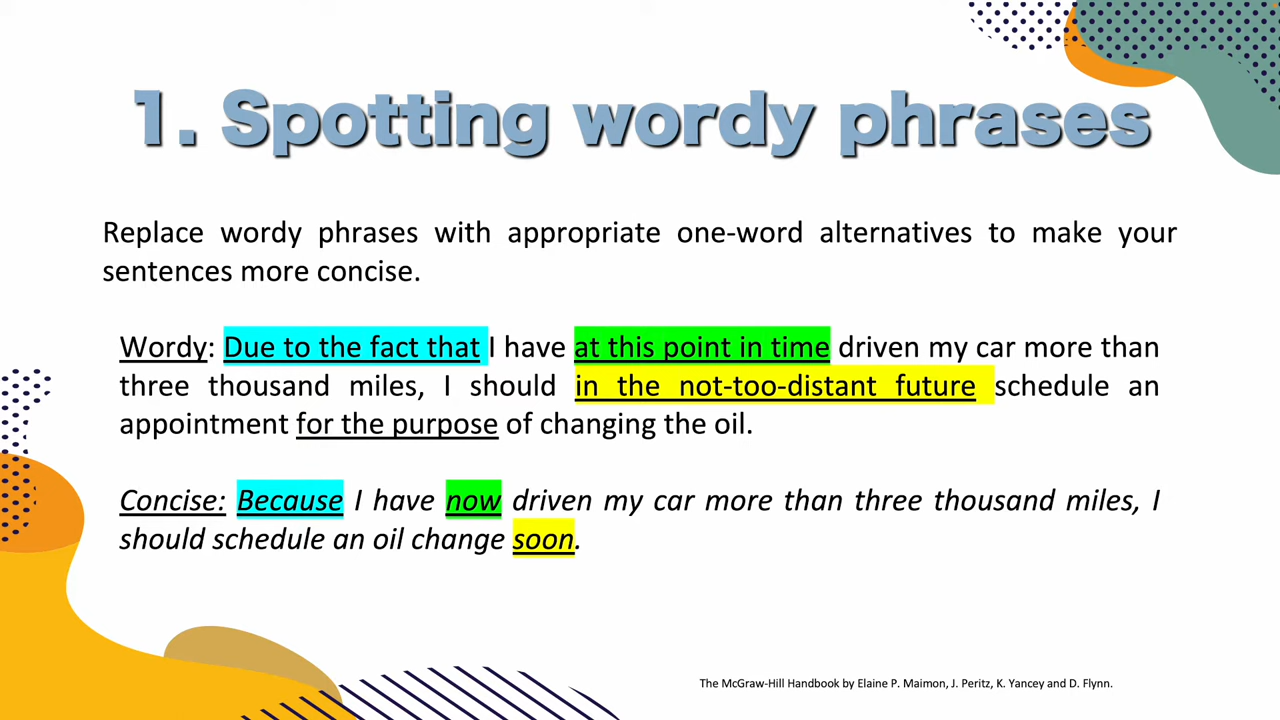 1. Spotting wordy phrases
Replace wordy phrases with appropriate one-word alternatives to make your
sentences more concise.
Wordy: Due to the fact that I have at this point in time driven my car more than
three thousand miles, I should in the not-too-distant future schedule an
appointment for the purpose of changing the oil.
Concise: Because I have now driven my car more than three thousand miles, I
should schedule an oil change soon.
The McGraw-Hill Handbook by Elaine P. Maimon, J. Peritz, K. Yancey and D. Flynn.